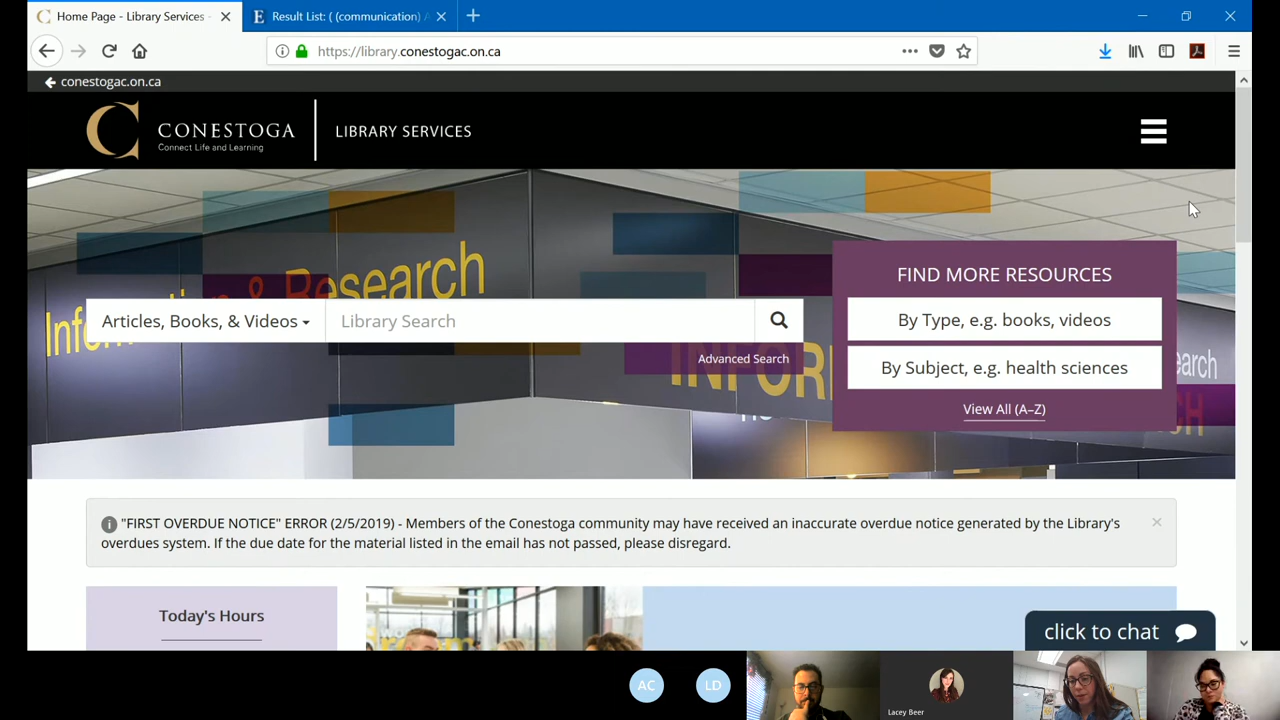 Home Page - Library Services -
Result List: ( (communication) A
https://library.conestogac.on.ca
conestogac.on.ca
CONESTOGA
Connect Life and Learning
LIBRARY SERVICES
Information & Research
FIND MORE RESOURCES
Articles, Books, & Videos
Library Search
By Type, e.g. books, videos
Advanced Search
By Subject, e.g. health sciences
View All (A–Z)
"FIRST OVERDUE NOTICE" ERROR (2/5/2019) - Members of the Conestoga community may have received an inaccurate overdue notice generated by the Library's
overdues system. If the due date for the material listed in the email has not passed, please disregard.
Today's Hours
click to chat
AC
LD
Lacey Beer